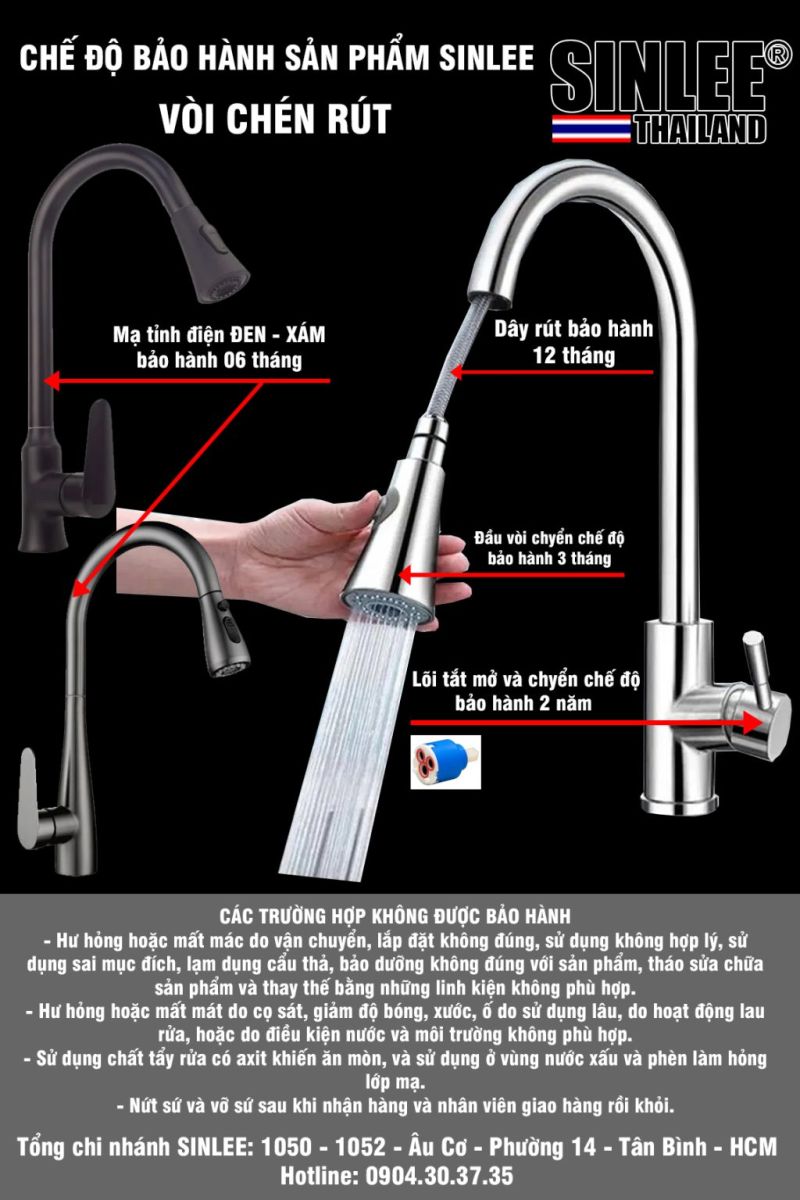 CHẾ ĐỘ BẢO HÀNH SẢN PHẨM SINLEE
VÒI CHÉN RÚT
SINLEE®
THAILAND
Mạ tỉnh điện ĐEN - XÁM
bảo hành 06 tháng
Dây rút bảo hành
12 tháng
Đầu vòi chyển chế độ
bảo hành 3 tháng
Lõi tắt mở và chyển chế độ
bảo hành 2 năm
CÁC TRƯỜNG HỢP KHÔNG ĐƯỢC BẢO HÀNH
- Hư hỏng hoặc mất mác do vận chuyển, lắp đặt không đúng, sử dụng không hợp lý, sử
dụng sai mục đích, lạm dụng cẩu thả, bảo dưỡng không đúng với sản phẩm, tháo sửa chữa
sản phẩm và thay thế bằng những linh kiện không phù hợp.
- Hư hỏng hoặc mất mát do cọ sát, giảm độ bóng, xước, ố do sử dụng lâu, do hoạt động lau
rửa, hoặc do điều kiện nước và môi trường không phù hợp.
- Sử dụng chất tẩy rửa có axit khiến ăn mòn, và sử dụng ở vùng nước xấu và phèn làm hỏng
lớp mạ.
- Nứt sứ và vỡ sứ sau khi nhận hàng và nhân viên giao hàng rồi khỏi.
Tổng chi nhánh SINLEE: 1050 - 1052 - Âu Cơ - Phường 14 - Tân Bình - HCM
Hotline: 0904.30.37.35